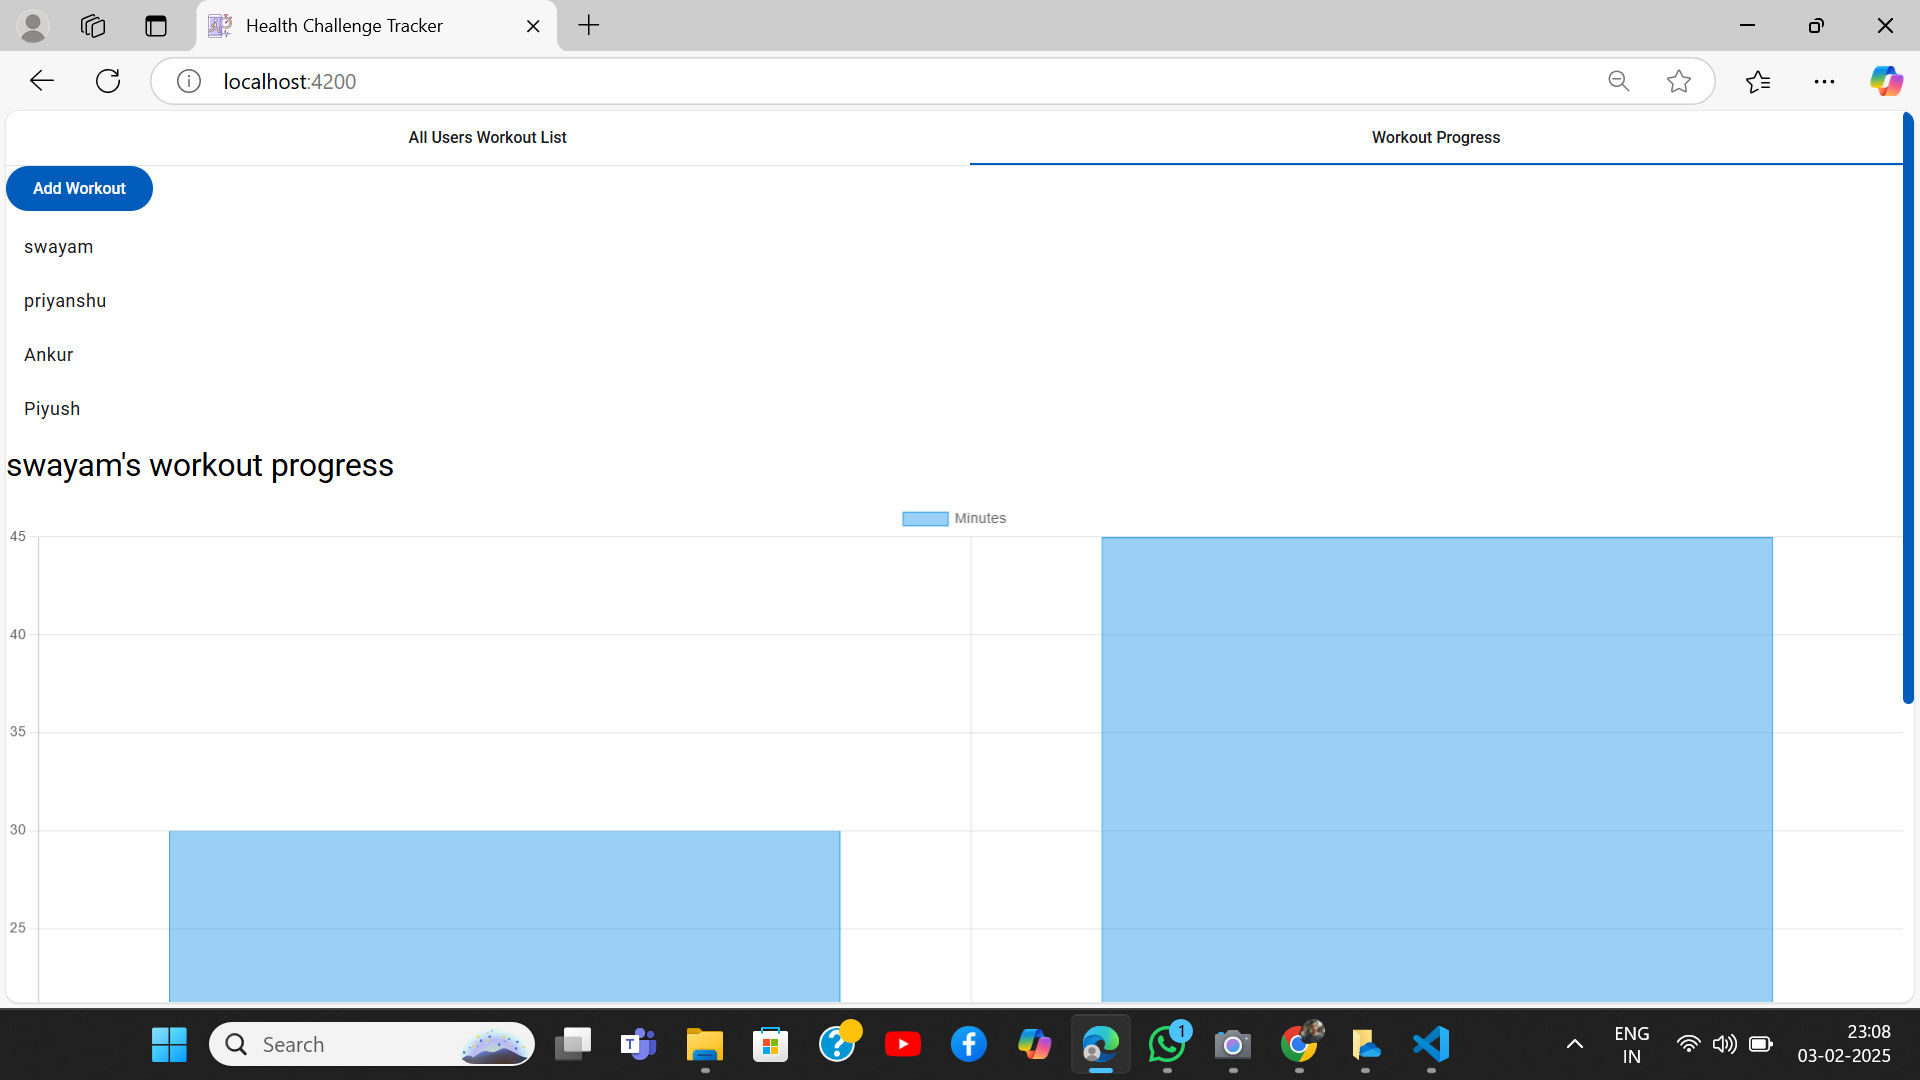 Health Challenge Tracker
localhost:4200
All Users Workout List
Workout Progress
Add Workout
swayam
priyanshu
Ankur
Piyush
swayam's workout progress
Minutes
45
40
35
30
25
Search
T
1
ENG
IN
23:08
03-02-2025